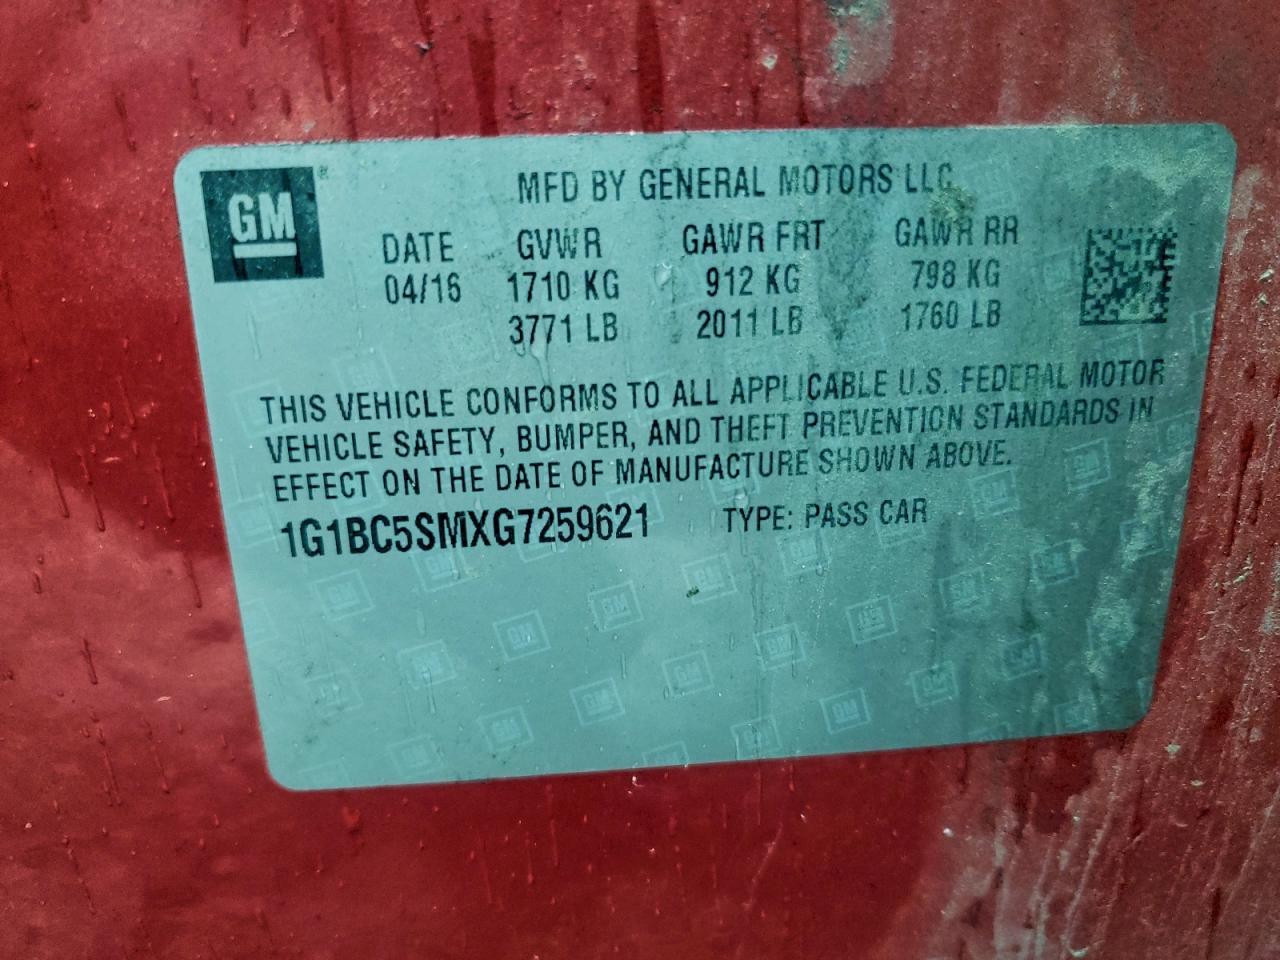 GM
MFD BY GENERAL MOTORS LLC
DATE GVWR GAWR FRT GAWR RR
04/16 1710 KG 912 KG 798 KG
3771 LB 2011 LB 1760 LB
THIS VEHICLE CONFORMS TO ALL APPLICABLE U.S. FEDERAL MOTOR
VEHICLE SAFETY, BUMPER, AND THEFT PREVENTION STANDARDS IN
EFFECT ON THE DATE OF MANUFACTURE SHOWN ABOVE.
1G1BC5SMXG7259621 TYPE: PASS CAR